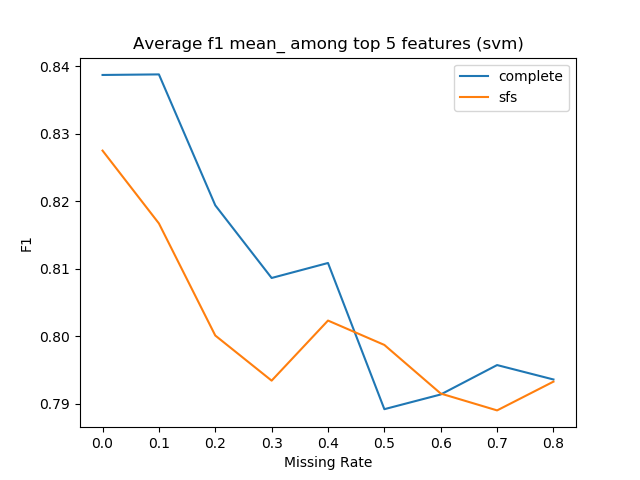 Average f1 mean_ among top 5 features (svm)
complete
sfs
0.84
0.83
0.82
0.81
0.80
0.79
F1
0.0 0.1 0.2 0.3 0.4 0.5 0.6 0.7 0.8
Missing Rate